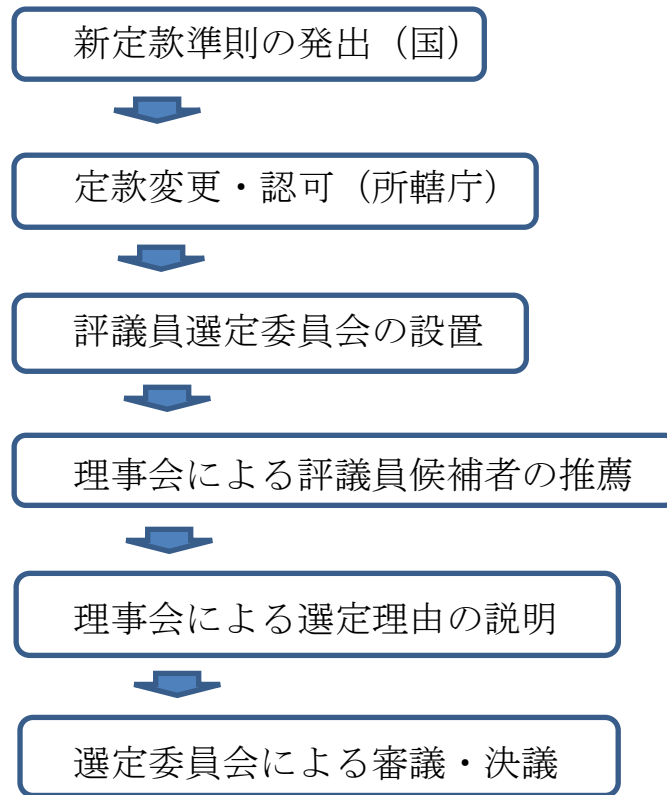 新定款準則の発出（国）
定款変更・認可（所轄庁）
評議員選定委員会の設置
理事会による評議員候補者の推薦
理事会による選定理由の説明
選定委員会による審議・決議